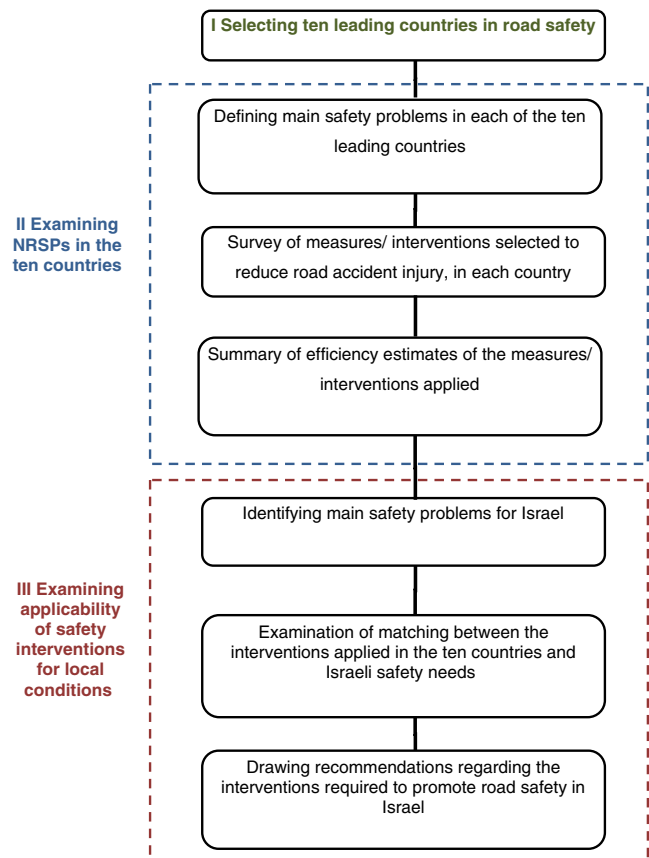 I Selecting ten leading countries in road safety
Defining main safety problems in each of the ten
leading countries
II Examining
NRSPs in the
ten countries
Survey of measures/ interventions selected to
reduce road accident injury, in each country
Summary of efficiency estimates of the measures/
interventions applied
Identifying main safety problems for Israel
III Examining
applicability
of safety
interventions
for local
conditions
Examination of matching between the
interventions applied in the ten countries and
Israeli safety needs
Drawing recommendations regarding the
interventions required to promote road safety in
Israel